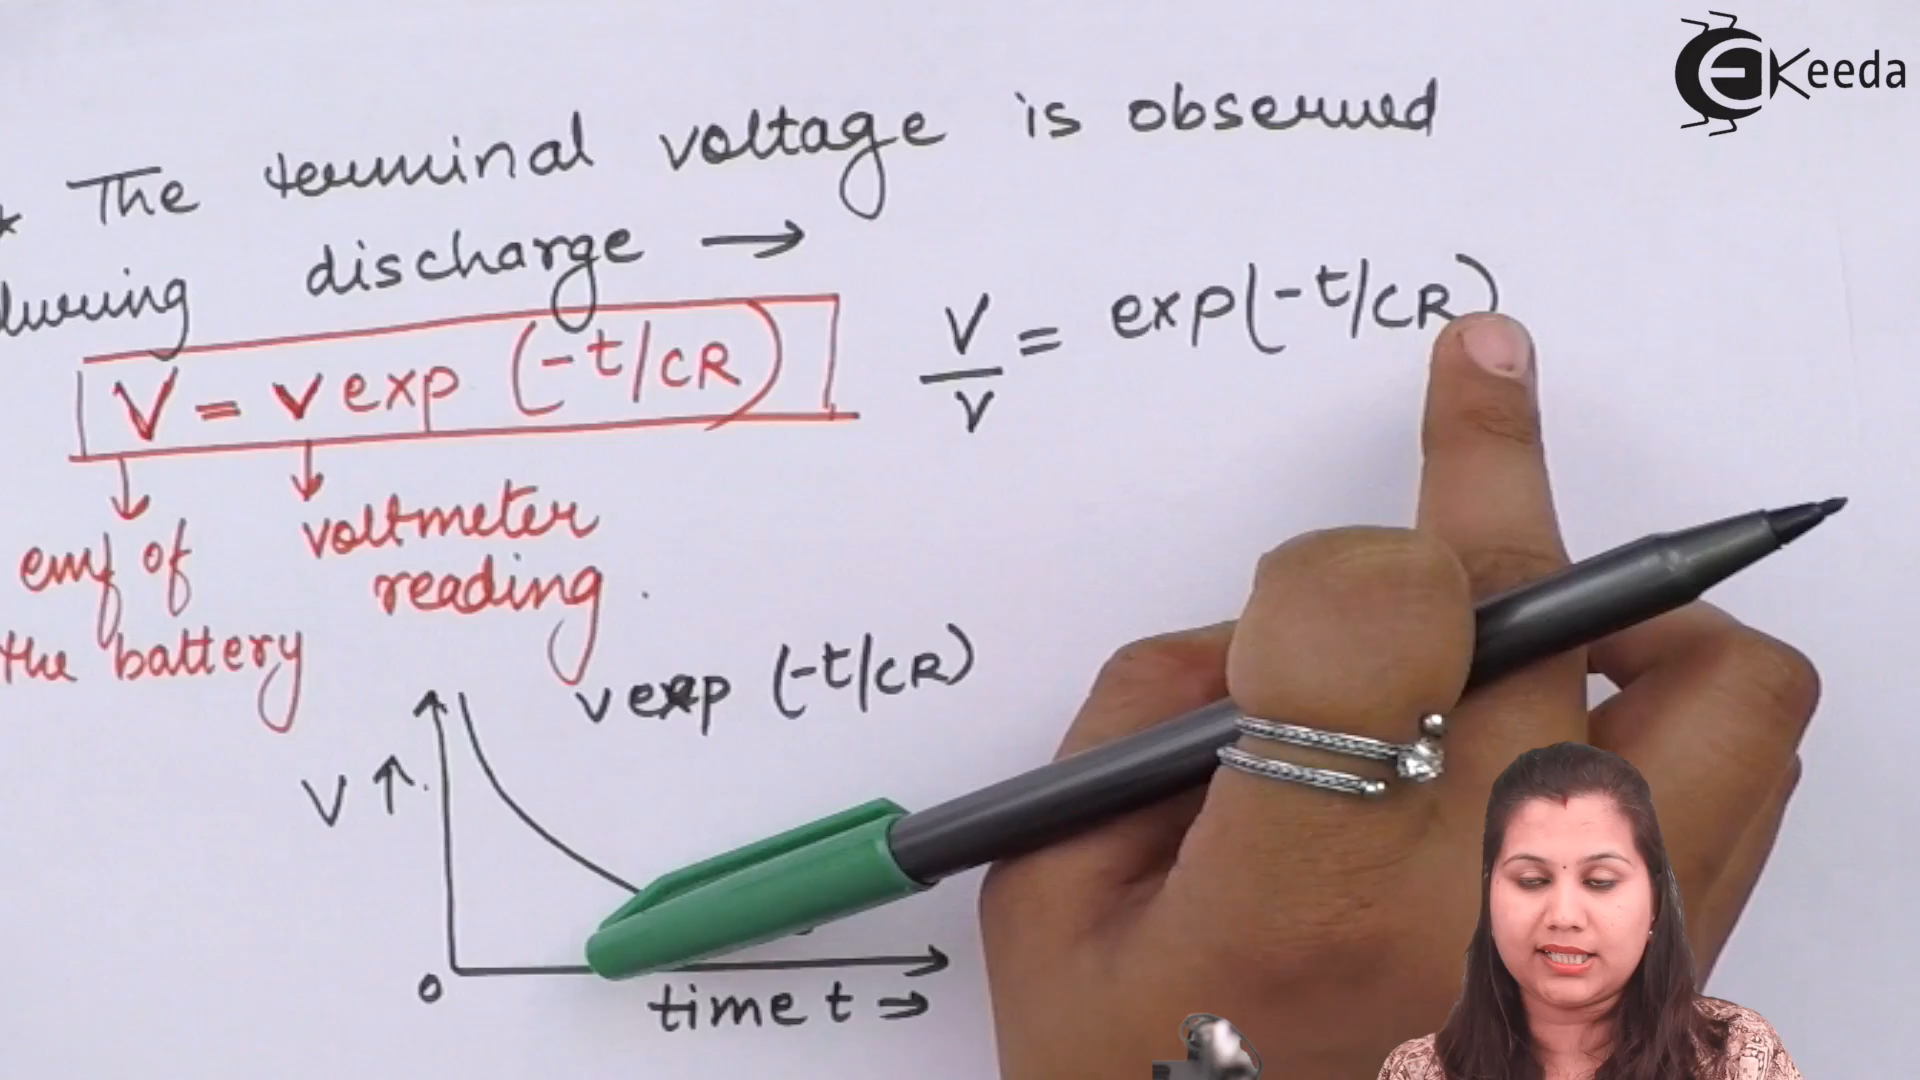 EKeeda
* The terminal voltage is observed
during discharge →
V = v exp (-t/CR)
V/v = exp(-t/CR)
emf of
the battery
voltmeter
reading.
v exp (-t/CR)
V ↑
0
time t →